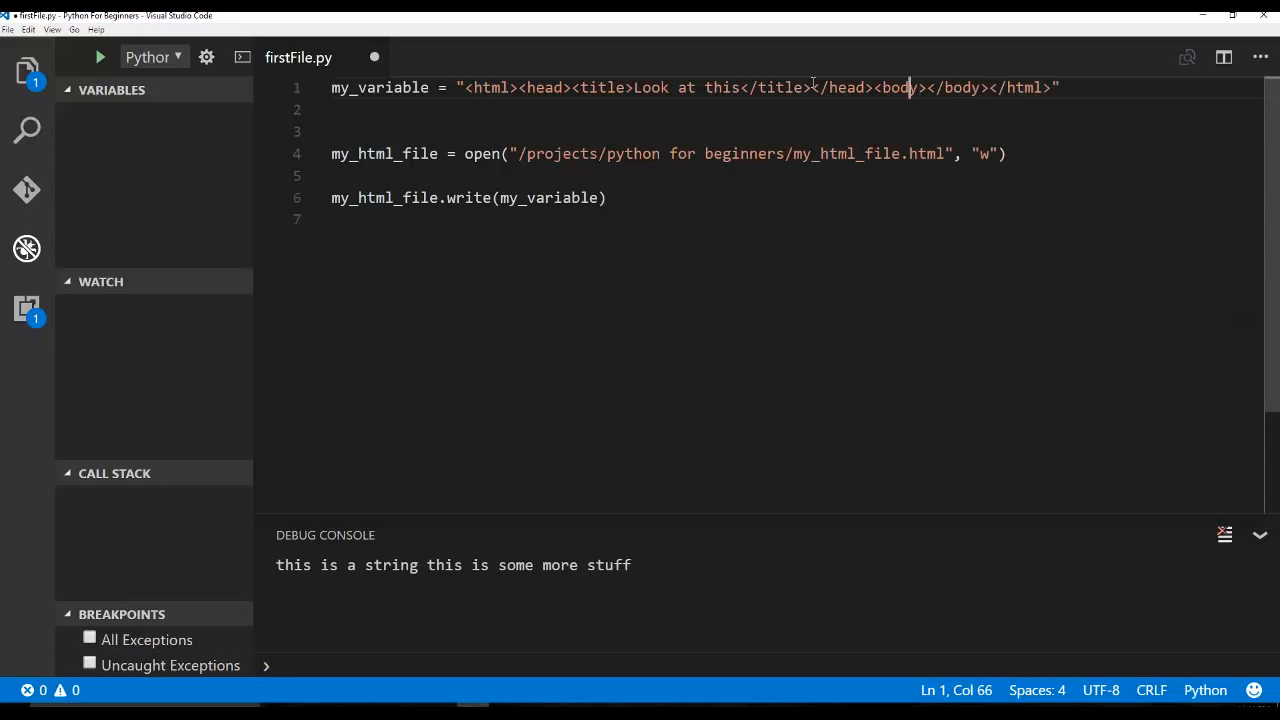 firstFile.py - Python For Beginners - Visual Studio Code
File Edit View Go Help
Python
firstFile.py
1
VARIABLES
1 my_variable = "<html><head><title>Look at this</title></head><body></body></html>"
2
3
4 my_html_file = open("/projects/python for beginners/my_html_file.html", "w")
5
6 my_html_file.write(my_variable)
7
WATCH
1
CALL STACK
DEBUG CONSOLE
this is a string this is some more stuff
BREAKPOINTS
All Exceptions
Uncaught Exceptions
0 0 Ln 1, Col 66 Spaces: 4 UTF-8 CRLF Python